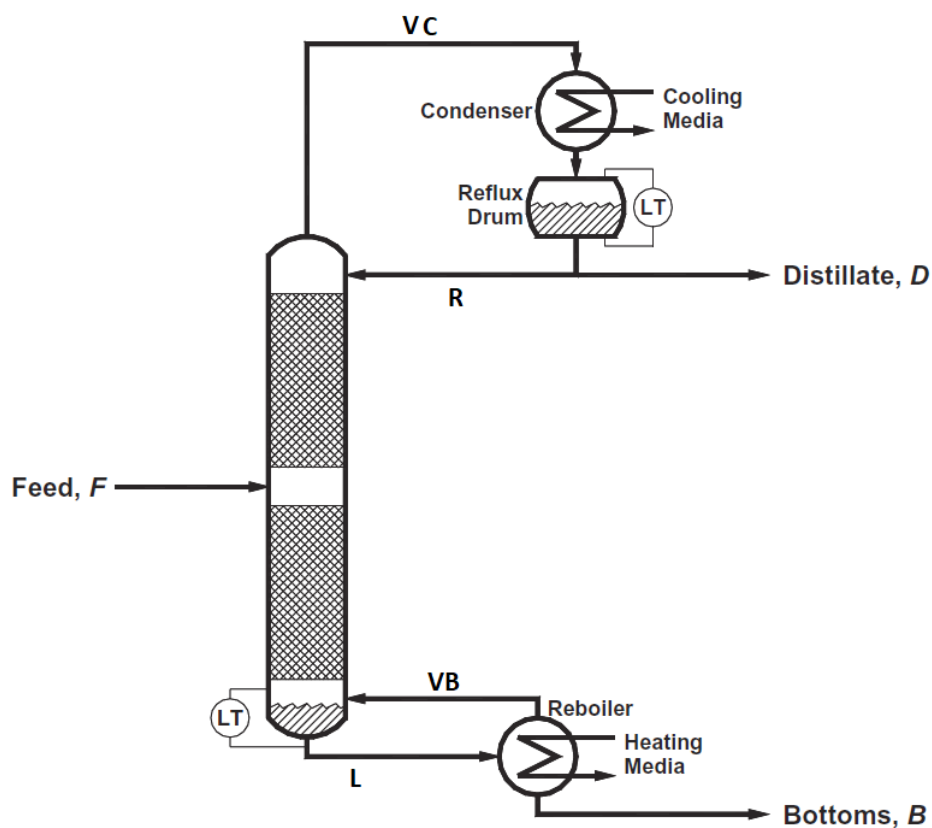 VC
Condenser
Cooling
Media
Reflux
Drum
LT
Distillate, D
R
Feed, F
VB
Reboiler
LT
Heating
Media
L
Bottoms, B